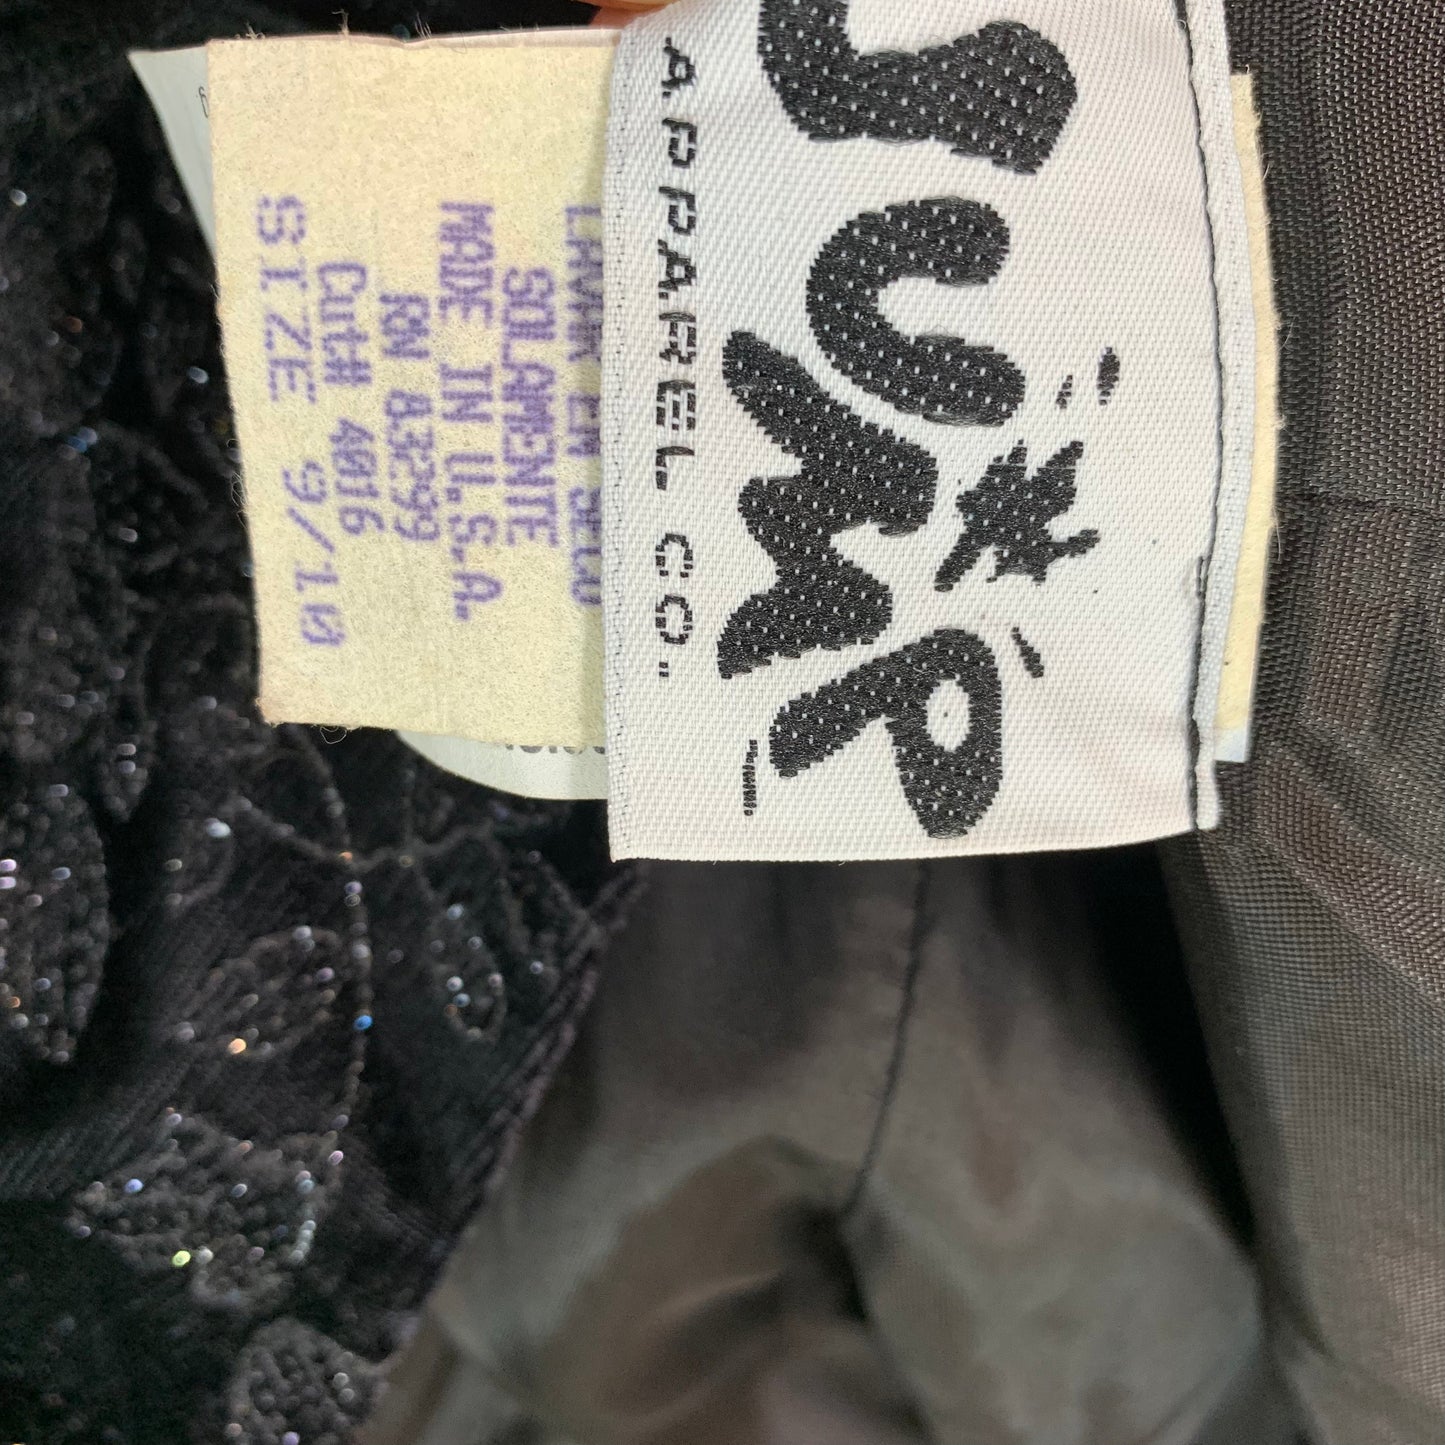 JUMP
APPAREL CO.
LAVAR EN SECO
SOLAMENTE
MADE IN U.S.A.
RN 83299
Cut# 4016
SIZE 9/10